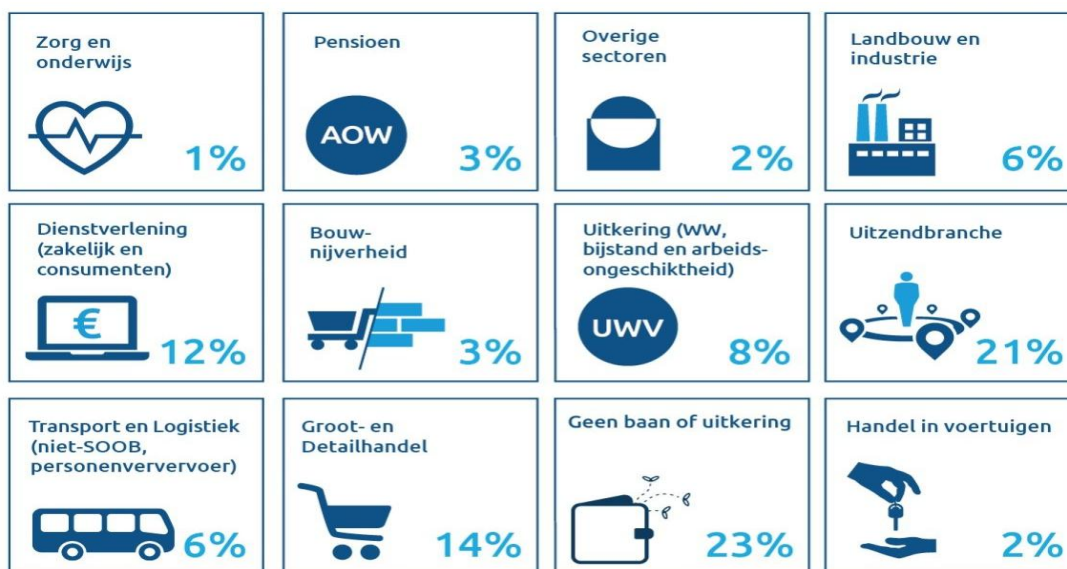 Zorg en
onderwijs
1%
Pensioen
AOW
3%
Overige
sectoren
2%
Landbouw en
industrie
6%
Dienstverlening
(zakelijk en
consumenten)
€
12%
Bouw-
nijverheid
3%
Uitkering (WW,
bijstand en arbeids-
ongeschiktheid)
UWV
8%
Uitzendbranche
21%
Transport en Logistiek
(niet-SOOB,
personenververvoer)
6%
Groot- en
Detailhandel
14%
Geen baan of uitkering
23%
Handel in voertuigen
2%